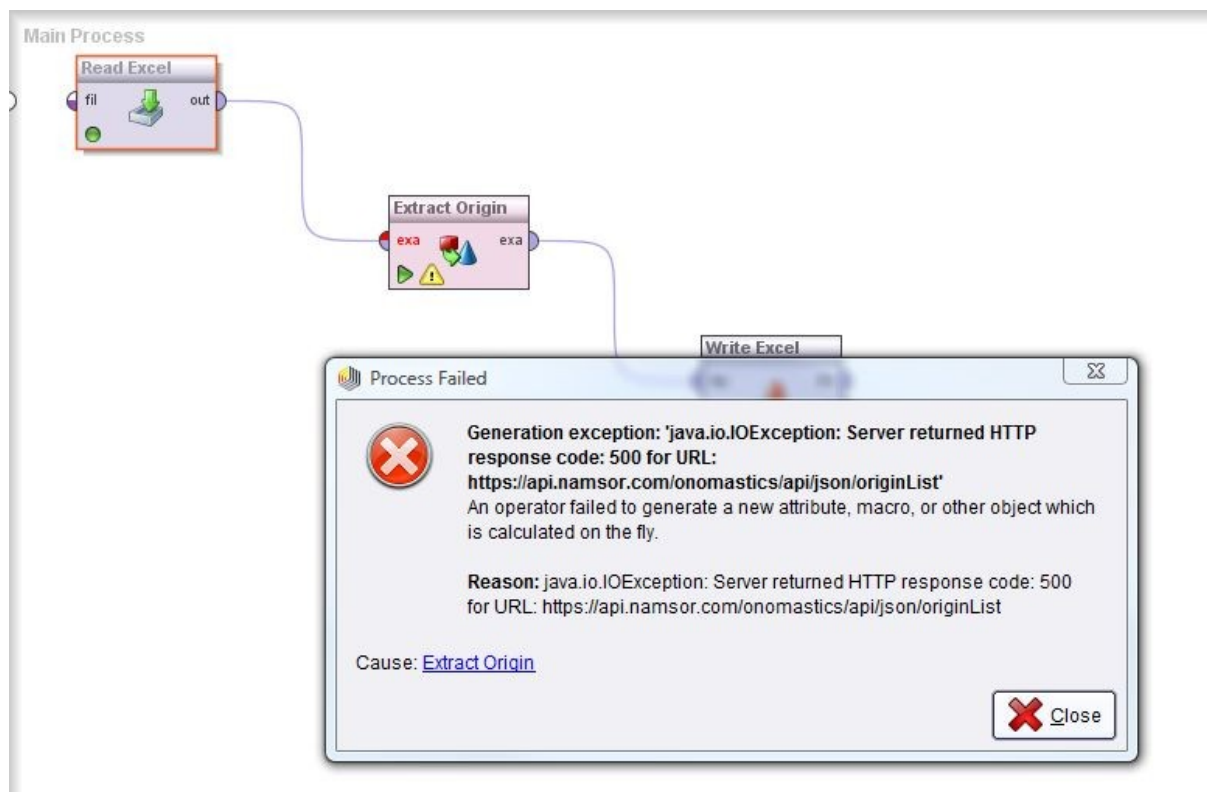 Main Process
Read Excel
fil
out
Extract Origin
exa
exa
Write Excel
Process Failed
Generation exception: 'java.io.IOException: Server returned HTTP
response code: 500 for URL:
https://api.namsor.com/onomastics/api/json/originList'
An operator failed to generate a new attribute, macro, or other object which
is calculated on the fly.
Reason: java.io.IOException: Server returned HTTP response code: 500
for URL: https://api.namsor.com/onomastics/api/json/originList
Cause: Extract Origin
Close